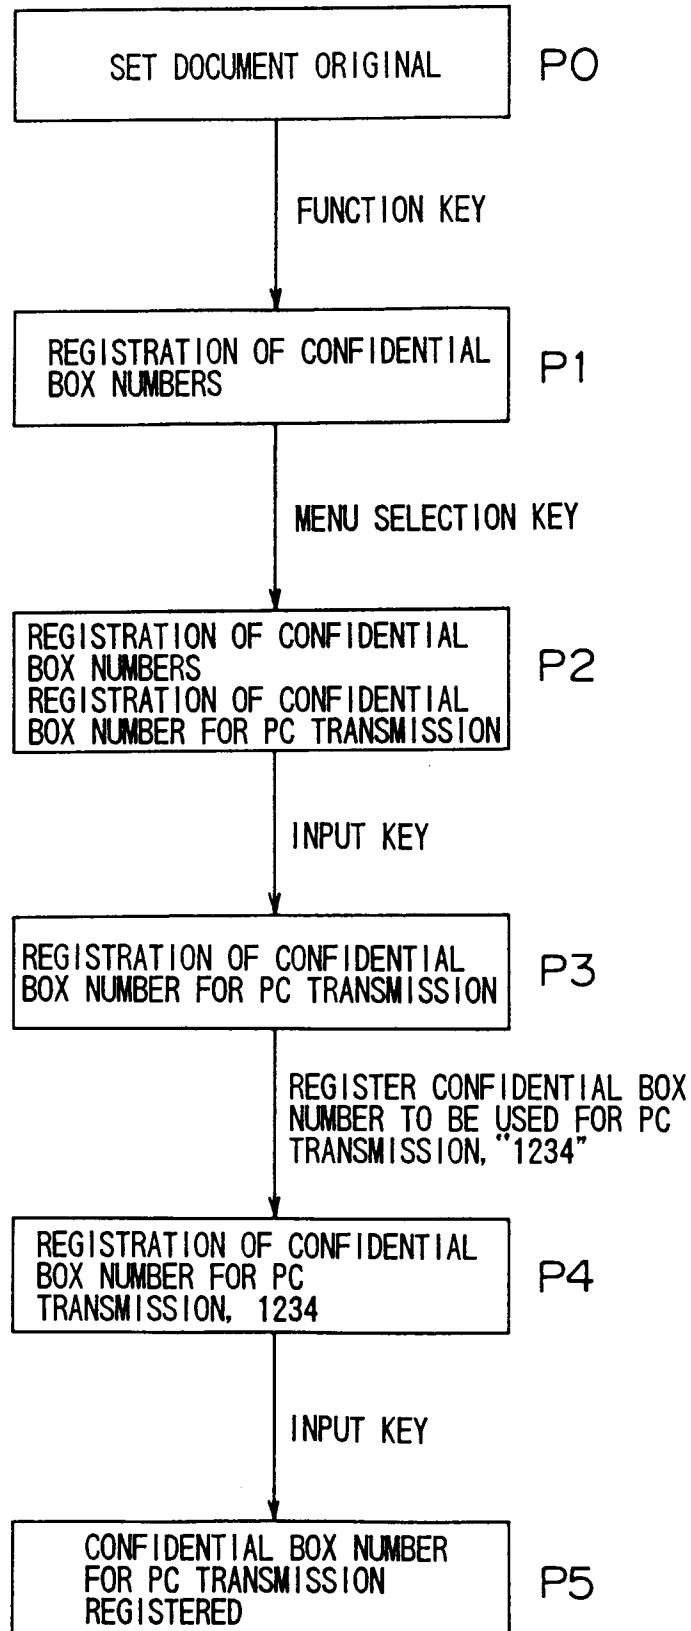 SET DOCUMENT ORIGINAL
P0
FUNCTION KEY
REGISTRATION OF CONFIDENTIAL
BOX NUMBERS
P1
MENU SELECTION KEY
REGISTRATION OF CONFIDENTIAL
BOX NUMBERS
REGISTRATION OF CONFIDENTIAL
BOX NUMBER FOR PC TRANSMISSION
P2
INPUT KEY
REGISTRATION OF CONFIDENTIAL
BOX NUMBER FOR PC TRANSMISSION
P3
REGISTER CONFIDENTIAL BOX
NUMBER TO BE USED FOR PC
TRANSMISSION, "1234"
REGISTRATION OF CONFIDENTIAL
BOX NUMBER FOR PC
TRANSMISSION, 1234
P4
INPUT KEY
CONFIDENTIAL BOX NUMBER
FOR PC TRANSMISSION
REGISTERED
P5